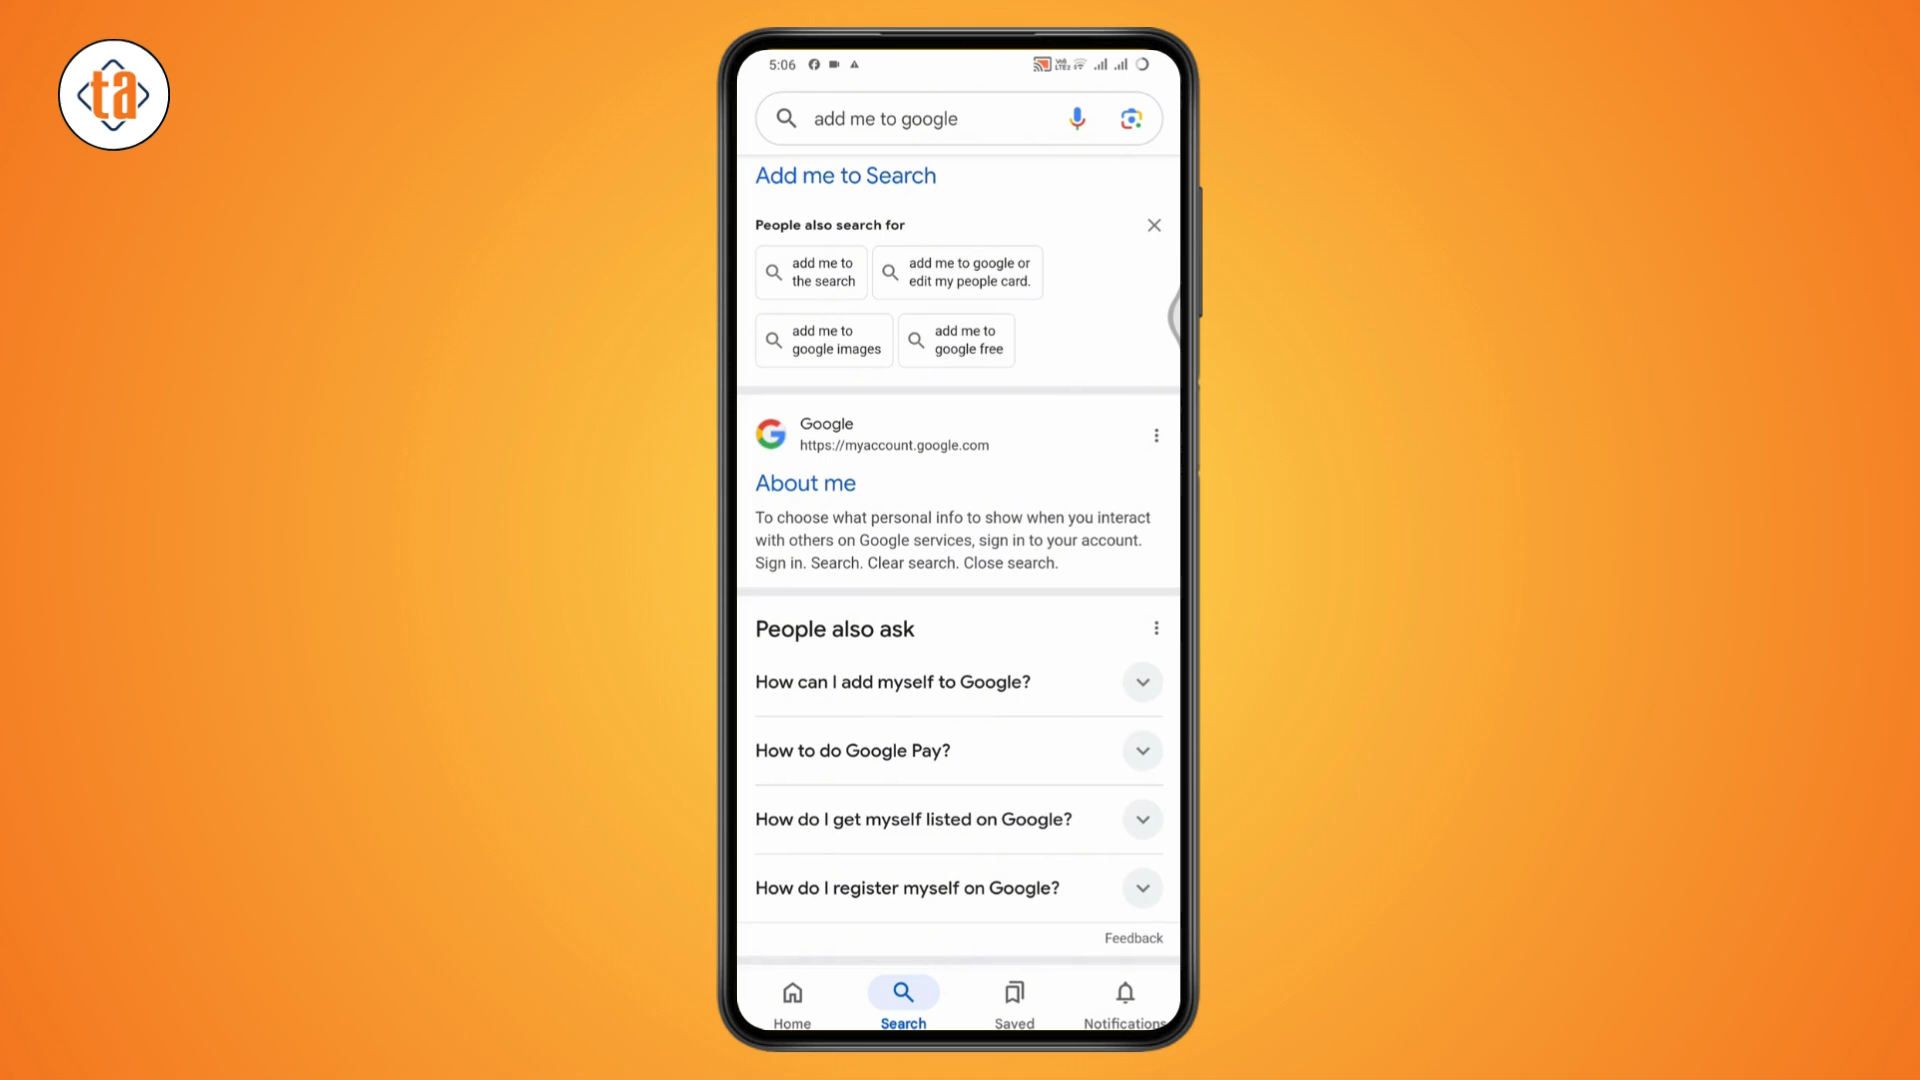 ta
5:06
VoI
LTE2
add me to google
Add me to Search
People also search for
add me to
the search
add me to google or
edit my people card.
add me to
google images
add me to
google free
Google
https://myaccount.google.com
About me
To choose what personal info to show when you interact
with others on Google services, sign in to your account.
Sign in. Search. Clear search. Close search.
People also ask
How can I add myself to Google?
How to do Google Pay?
How do I get myself listed on Google?
How do I register myself on Google?
Feedback
Home
Search
Saved
Notifications